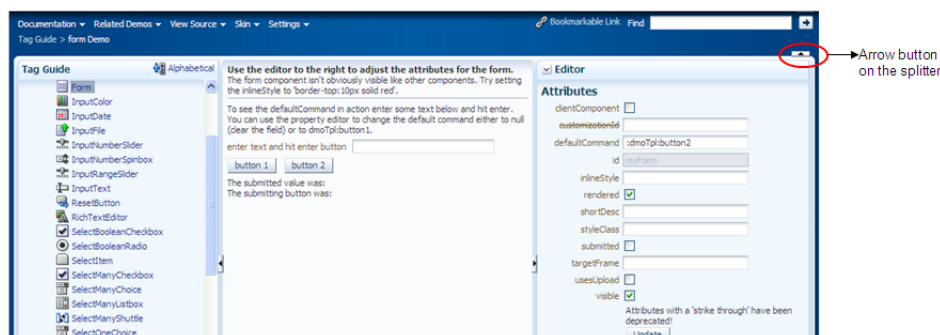 Documentation Related Demos View Source Skin Settings Bookmarkable Link Find
Tag Guide > form Demo
Arrow button
on the splitter
Tag Guide Alphabetical
Form
InputColor
InputDate
InputFile
InputNumberSlider
InputNumberSpinbox
InputRangeSlider
InputText
ResetButton
RichTextEditor
SelectBooleanCheckbox
SelectBooleanRadio
SelectItem
SelectManyCheckbox
SelectManyChoice
SelectManyListbox
SelectManyShuttle
SelectOneChoice
Use the editor to the right to adjust the attributes for the form.
The form component isn't obviously visible like other components. Try setting
the inlineStyle to 'border-top: 10px solid red'.
To see the defaultCommand in action enter some text below and hit enter.
You can use the property editor to change the default command either to null
(clear the field) or to dmoTpl:button1.
enter text and hit enter button
button 1 button 2
The submitted value was:
The submitting button was:
Editor
Attributes
clientComponent
customizationId
defaultCommand :dmoTpl:button2
id myForm
inlineStyle
rendered
shortDesc
styleClass
submitted
targetFrame
usesUpload
visible
Attributes with a 'strike through' have been
deprecated!
Update